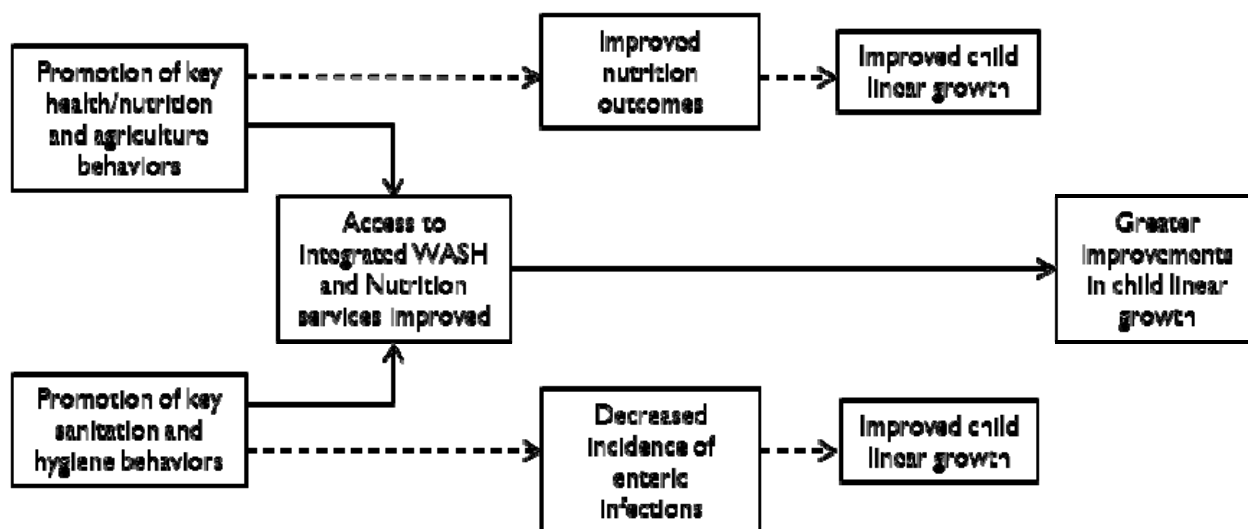 Promotion of key
health/nutrition
and agriculture
behaviors
Improved
nutrition
outcomes
Improved child
linear growth
Access to
Integrated WASH
and Nutrition
services improved
Greater
improvements
in child linear
growth
Promotion of key
sanitation and
hygiene behaviors
Decreased
incidence of
enteric
infections
Improved child
linear growth